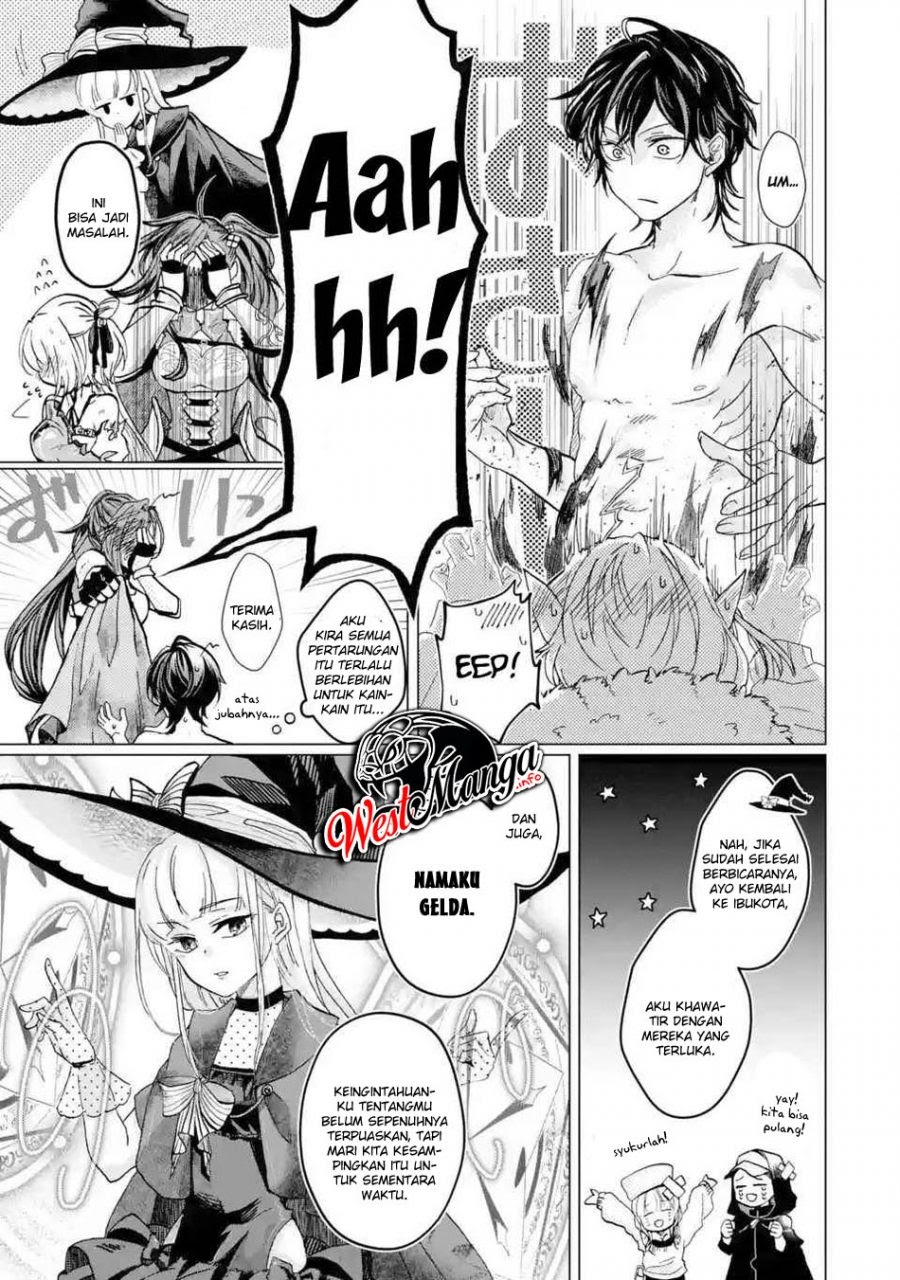 UM...
Aah
hh!
INI
BISA JADI
MASALAH.
EEP!
AKU
KIRA SEMUA
PERTARUNGAN
ITU TERLALU
BERLEBIHAN
UNTUK KAIN-
KAIN ITU...
TERIMA
KASIH.
atas
jubahnya...
ずいっ
NAH, JIKA
SUDAH SELESAI
BERBICARANYA,
AYO KEMBALI
KE IBUKOTA,
AKU KHAWA-
TIR DENGAN
MEREKA YANG
TERLUKA.
yay!
kita bisa
pulang!
syukurlah!
DAN
JUGA,
NAMAKU
GELDA.
KEINGINTAHUAN-
KU TENTANGMU
BELUM SEPENUHNYA
TERPUASKAN, TAPI
MARI KITA KESAM-
PINGKAN ITU UN-
TUK SEMENTARA
WAKTU.
WestManga
.info